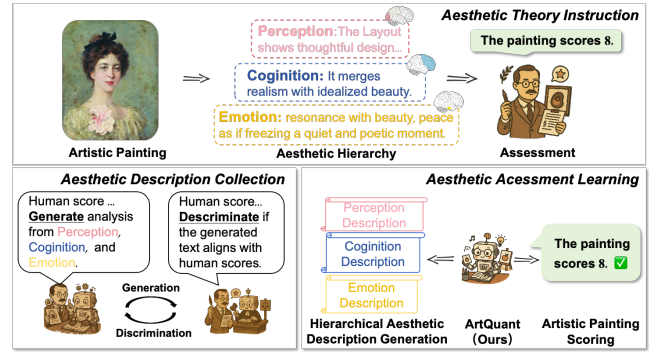 Aesthetic Theory Instruction
Perception:The Layout
shows thoughtful design...
Coginition: It merges
realism with idealized beauty.
Emotion: resonance with beauty, peace
as if freezing a quiet and poetic moment.
The painting scores 8.
Artistic Painting
Aesthetic Hierarchy
Assessment
Aesthetic Description Collection
Human score ...
Generate analysis
from Perception,
Coginition, and
Emotion.
Human score ...
Descriminate if
the generated
text aligns with
human scores.
Generation
Discrimination
Aesthetic Acessment Learning
Perception
Description
Coginition
Description
Emotion
Description
The painting
scores 8.
Hierarchical Aesthetic
Description Generation
ArtQuant
(Ours)
Artistic Painting
Scoring